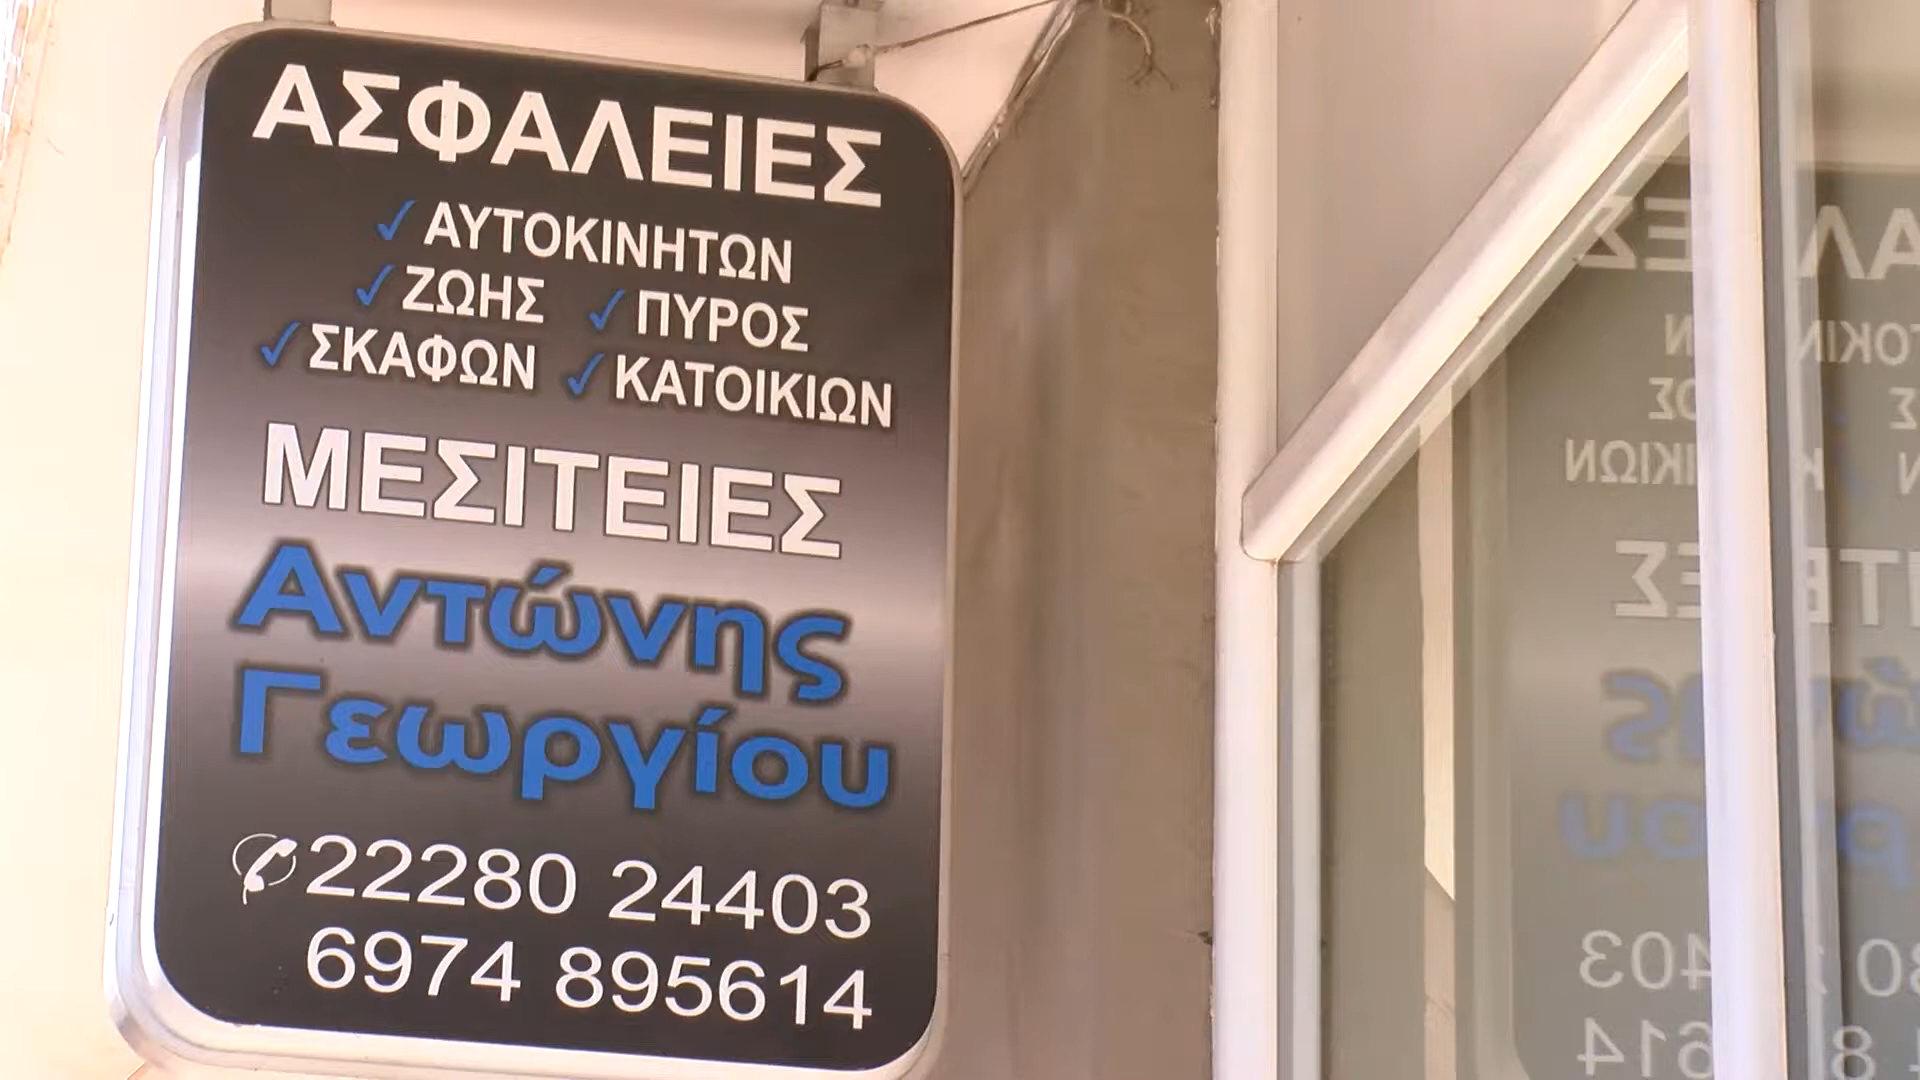 ΑΣΦΑΛΕΙΕΣ
✓ ΑΥΤΟΚΙΝΗΤΩΝ
✓ ΖΩΗΣ ✓ ΠΥΡΟΣ
✓ ΣΚΑΦΩΝ ✓ ΚΑΤΟΙΚΙΩΝ
ΜΕΣΙΤΕΙΕΣ
Αντώνης
Γεωργίου
22280 24403
6974 895614